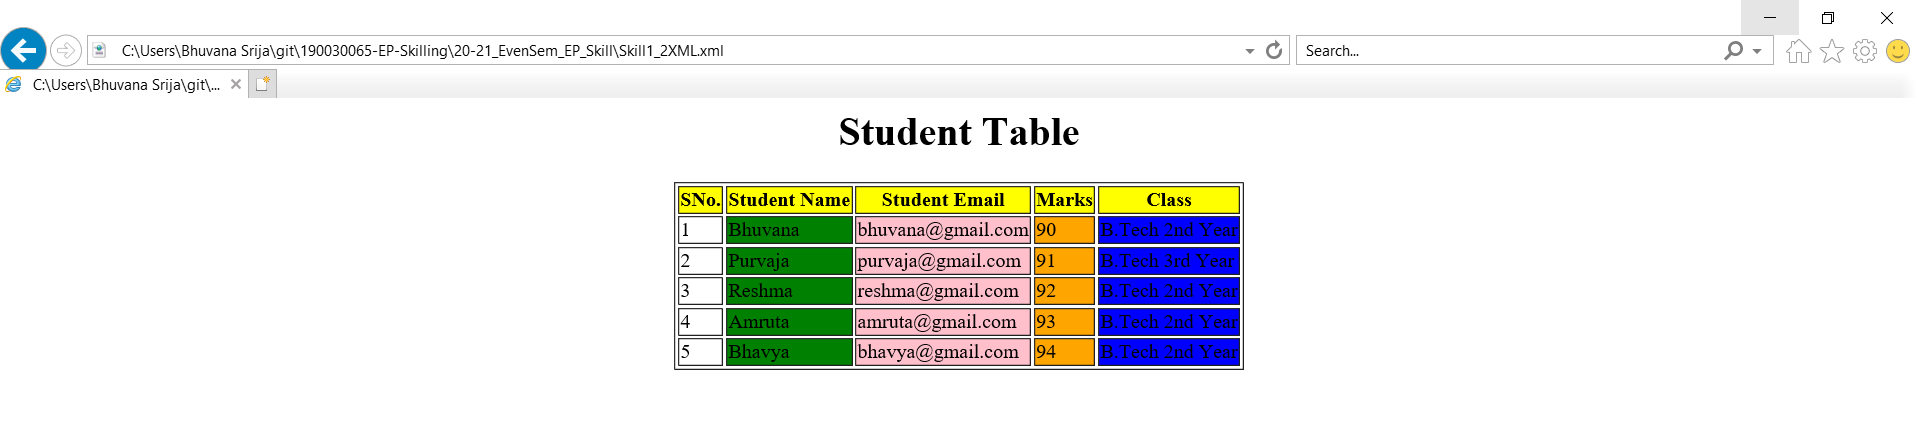 C:\Users\Bhuvana Srija\git\190030065-EP-Skilling\20-21_EvenSem_EP_Skill\Skill1_2XML.xml
Search...
C:\Users\Bhuvana Srija\git\...
Student Table
SNo. Student Name Student Email Marks Class
1 Bhuvana bhuvana@gmail.com 90 B.Tech 2nd Year
2 Purvaja purvaja@gmail.com 91 B.Tech 3rd Year
3 Reshma reshma@gmail.com 92 B.Tech 2nd Year
4 Amruta amruta@gmail.com 93 B.Tech 2nd Year
5 Bhavya bhavya@gmail.com 94 B.Tech 2nd Year